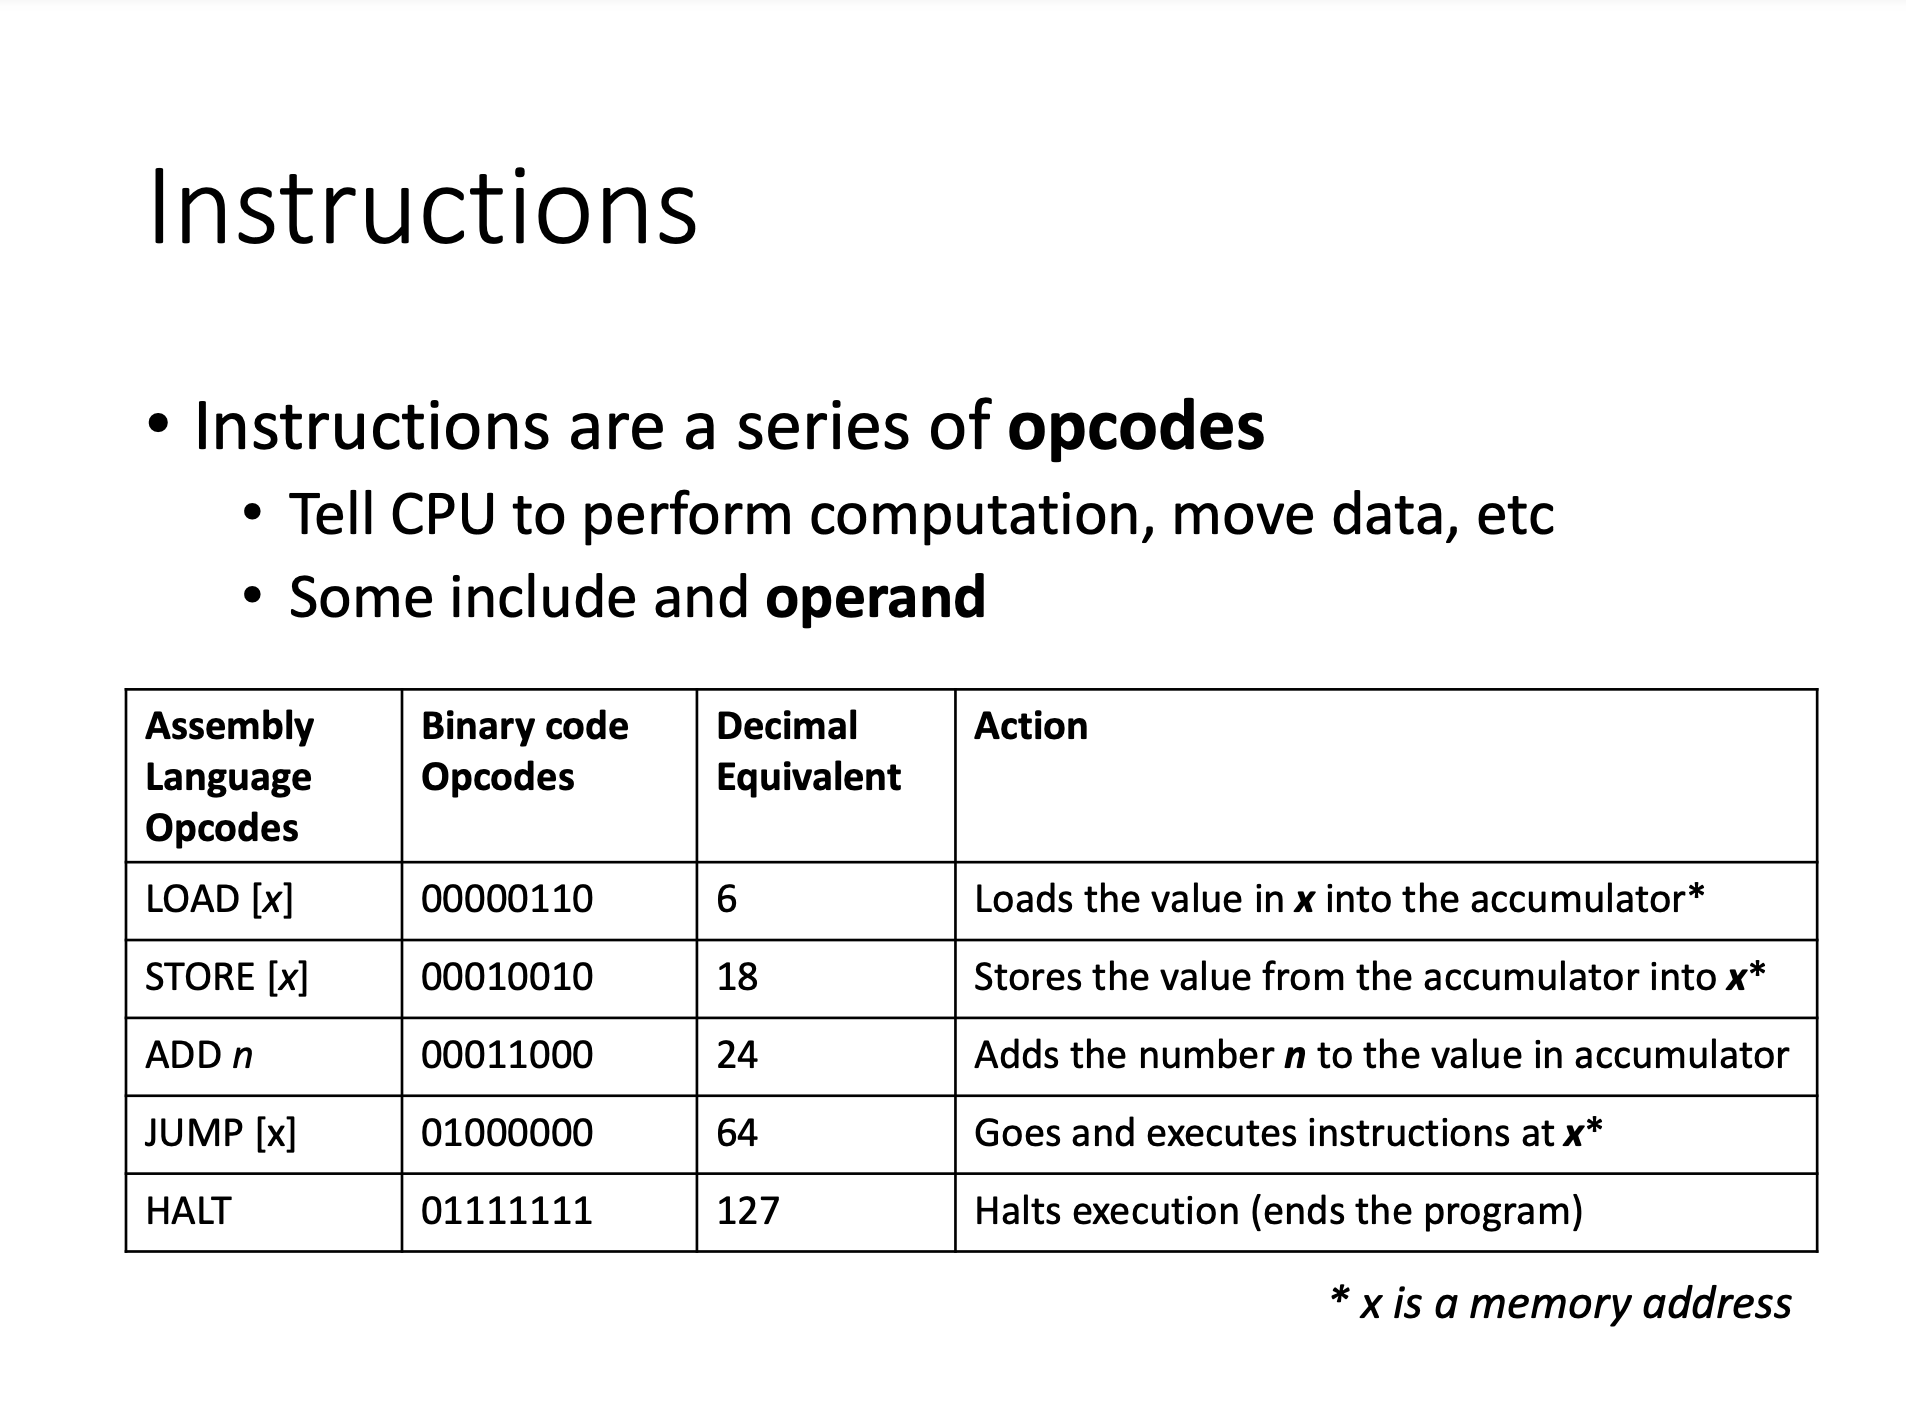 Instructions
• Instructions are a series of opcodes
• Tell CPU to perform computation, move data, etc
• Some include and operand
Assembly Language Opcodes Binary code Opcodes Decimal Equivalent Action
LOAD [x] 00000110 6 Loads the value in x into the accumulator*
STORE [x] 00010010 18 Stores the value from the accumulator into x*
ADD n 00011000 24 Adds the number n to the value in accumulator
JUMP [x] 01000000 64 Goes and executes instructions at x*
HALT 01111111 127 Halts execution (ends the program)
* x is a memory address